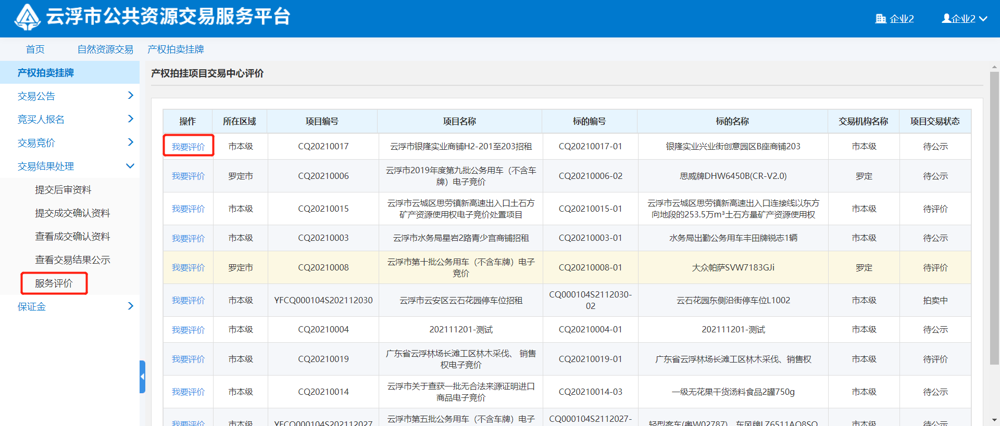 云浮市公共资源交易服务平台
企业2
企业2
首页
自然资源交易
产权拍卖挂牌
产权拍卖挂牌
交易公告
竞买人报名
交易竞价
交易结果处理
提交后审资料
提交成交确认资料
查看成交确认资料
查看交易结果公示
服务评价
保证金
产权拍挂项目交易中心评价
操作 所在区域 项目编号 项目名称 标的编号 标的名称 交易机构名称 项目交易状态
我要评价 市本级 CQ20210017 云浮市银隆实业商铺H2-201至203招租 CQ20210017-01 银隆实业兴业街创意园区B座商铺203 市本级 待公示
我要评价 罗定市 CQ20210006 云浮市2019年度第九批公务用车（不含车
牌）电子竞价 CQ20210006-02 思威牌DHW6450B(CR-V2.0) 罗定 待公示
我要评价 市本级 CQ20210015 云浮市云城区思劳镇新高速出入口土石方
矿产资源使用权电子竞价处置项目 CQ20210015-01 云浮市云城区思劳镇新高速出入口连接线以东方
向地段的253.5万m³土石方量矿产资源使用权 市本级 待评价
我要评价 市本级 CQ20210003 云浮市水务局星岩2路青少宫商铺招租 CQ20210003-01 水务局出勤公务用车丰田牌锐志1辆 市本级 待公示
我要评价 罗定市 CQ20210008 云浮市第十批公务用车（不含车牌）电子
竞价 CQ20210008-01 大众帕萨SVW7183GJi 罗定 待评价
我要评价 市本级 YFCQ000104S202112030 云浮市云安区云石花园停车位招租 CQ000104S2112030-
02 云石花园东侧沿街停车位L1002 市本级 拍卖中
我要评价 市本级 CQ20210004 202111201-测试 CQ20210004-01 202111201-测试 市本级 待公示
我要评价 市本级 CQ20210019 广东省云浮林场长滩工区林木采伐、 销售
权电子竞价 CQ20210019-01 广东省云浮林场长滩工区林木采伐、销售权 市本级 待评价
我要评价 市本级 CQ20210014 云浮市关于查获一批无合法来源证明进口
商品电子竞价 CQ20210014-03 一级无花果干货汤料食品2罐750g 市本级 待公示
我要评价 市本级 YFCQ000104S202112027 云浮市第五批公务用车（不含车牌）电子 CQ000104S2112027- 轻型客车(粤W02787)、东风牌LZ6511AQ8SQ 市本级 待公示